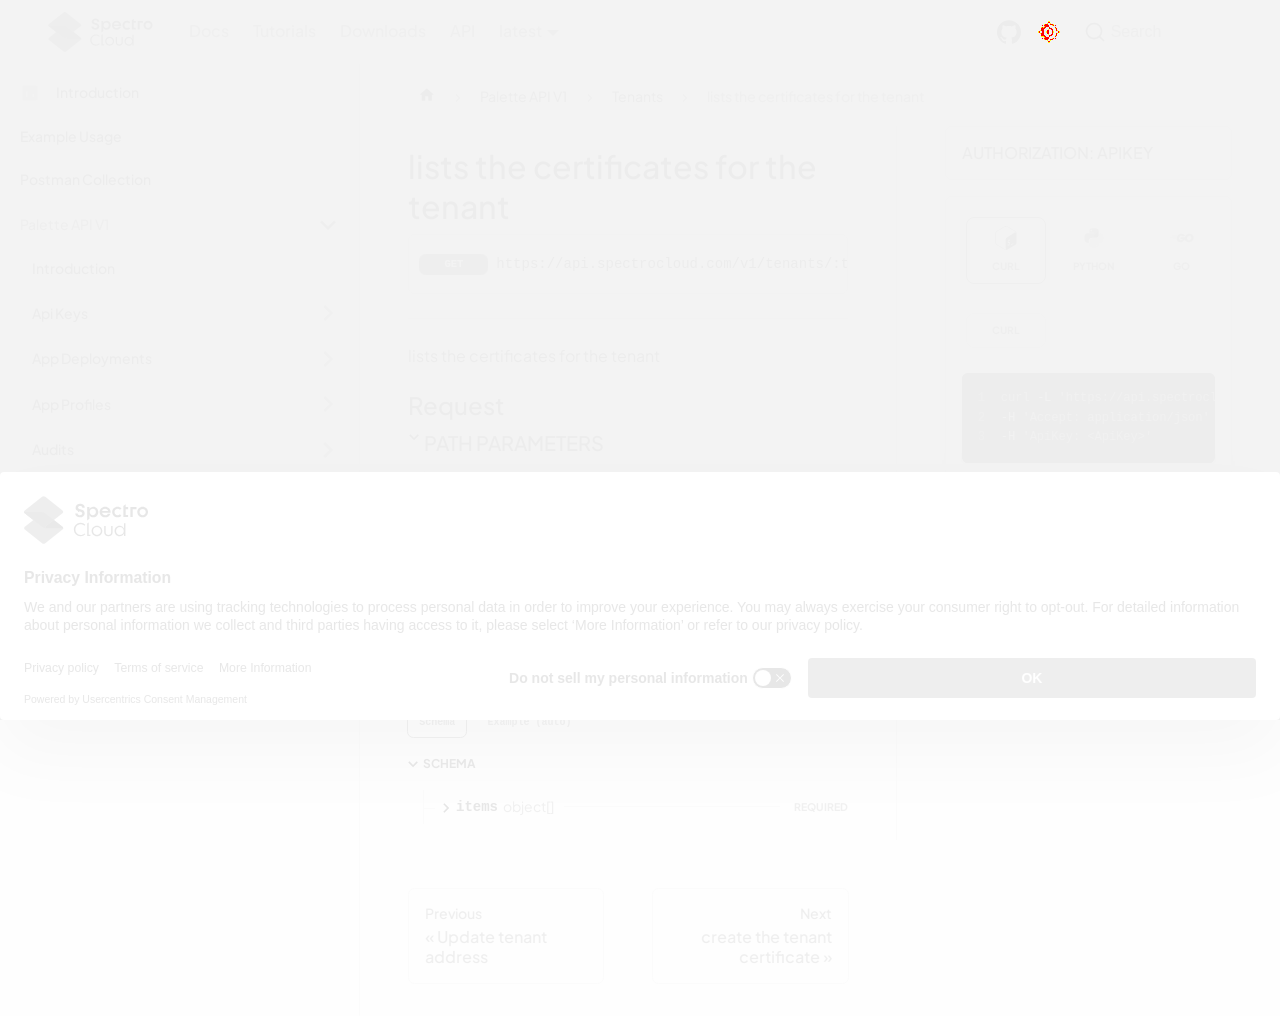 Spectro
Cloud
Docs
Tutorials
Downloads
API
latest
Search
Introduction
Example Usage
Postman Collection
Palette API V1
Introduction
Api Keys
App Deployments
App Profiles
Audits
Palette API V1
Tenants
lists the certificates for the tenant
lists the certificates for the
tenant
GET
https://api.spectrocloud.com/v1/tenants/:t
lists the certificates for the tenant
Request
PATH PARAMETERS
AUTHORIZATION: APIKEY
CURL
PYTHON
GO
CURL
Spectro
Cloud
Privacy Information
We and our partners are using tracking technologies to process personal data in order to improve your experience. You may always exercise your consumer right to opt-out. For detailed information
about personal information we collect and third parties having access to it, please select ‘More Information’ or refer to our privacy policy.
Privacy policy
Terms of service
More Information
Powered by Usercentrics Consent Management
Do not sell my personal information
OK
Schema
Example (auto)
SCHEMA
items object[]
REQUIRED
Previous
« Update tenant
address
Next
create the tenant
certificate »